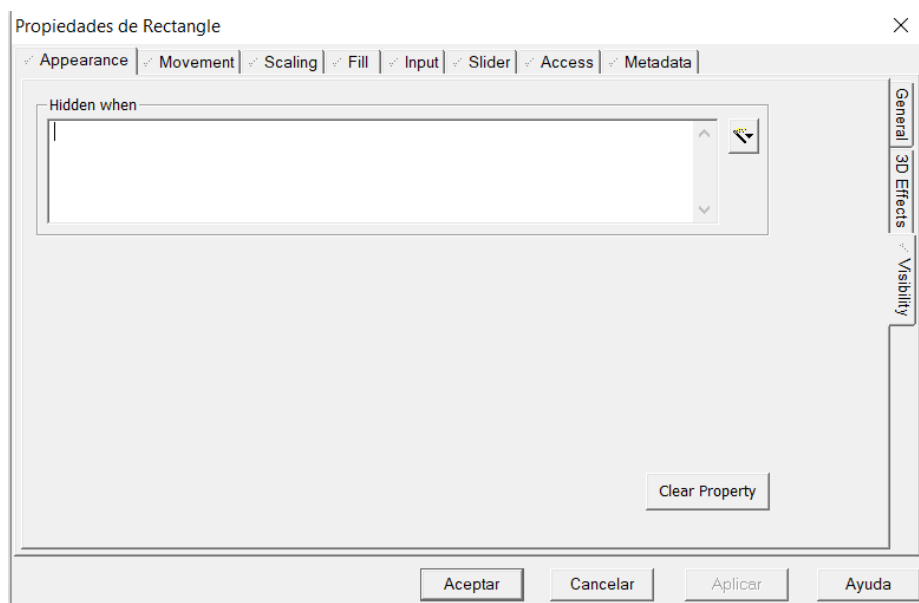 Propiedades de Rectangle
Appearance Movement Scaling Fill Input Slider Access Metadata
Hidden when
General
3D Effects
Visibility
Clear Property
Aceptar Cancelar Aplicar Ayuda